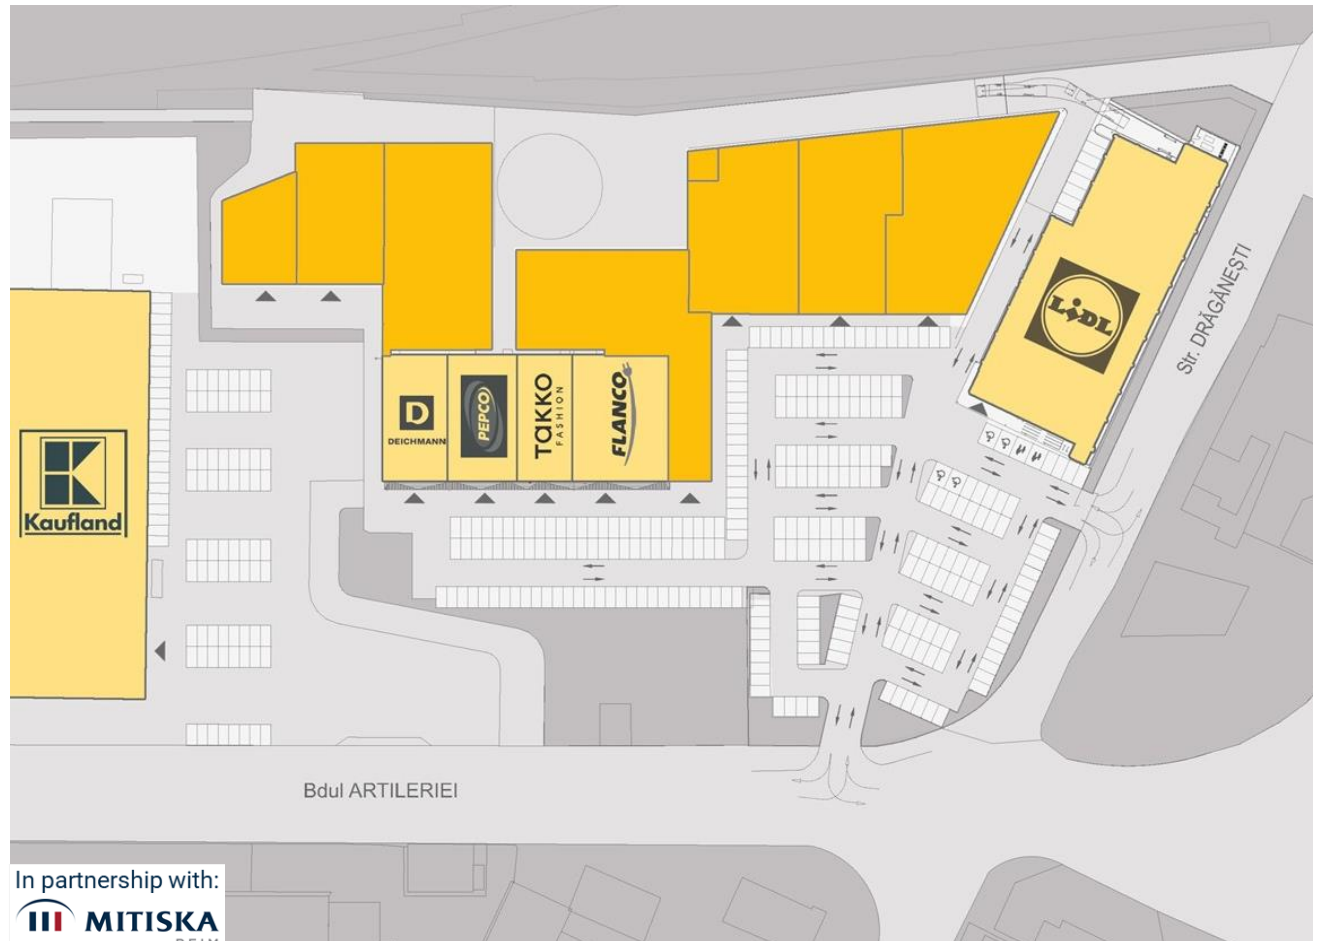 LIDL
Str. DRĂGĂNEȘTI
D
DEICHMANN
PEPCO
TAKKO
FASHION
FLANCO
K
Kaufland
Bdul ARTILERIEI
In partnership with:
MITISKA